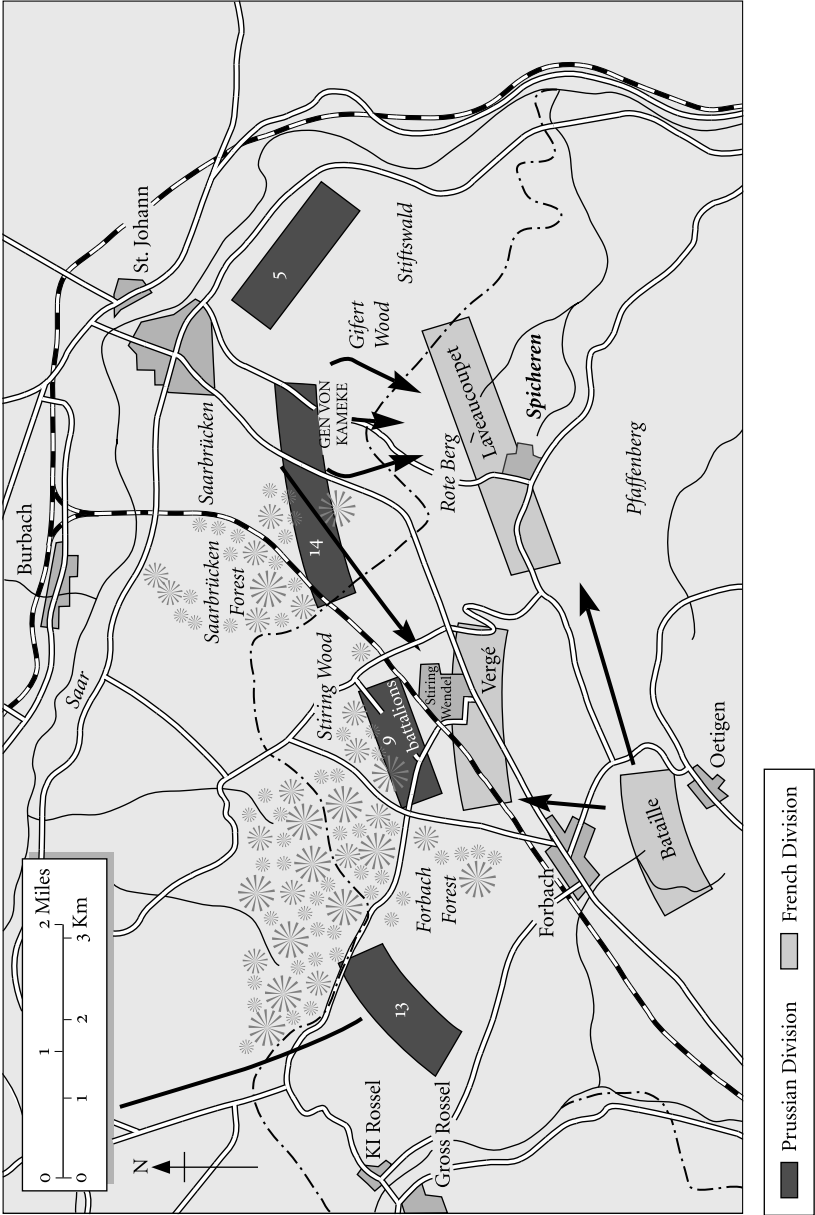 St. Johann
5
Stiftswald
Gifert
Wood
Burbach
Saarbrücken
GEN VON
KAMEKE
Laveaucoupet
Spicheren
Rote Berg
Pfaffenberg
14
Saarbrücken
Forest
Saar
Stiring Wood
9
battalions
Stiring
Wendel
Vergé
Oetigen
Bataille
Forbach
Forbach
Forest
13
KI Rossel
Gross Rossel
0 1 2 Miles
0 1 2 3 Km
N
Prussian Division
French Division